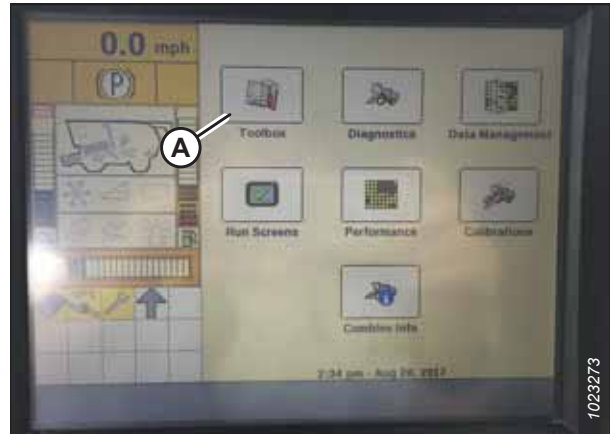 0.0 mph
(P)
A
Toolbox
Diagnostics
Data Management
Run Screens
Performance
Calibrations
Combine Info
2:34 pm - Aug 24, 2017
1023273